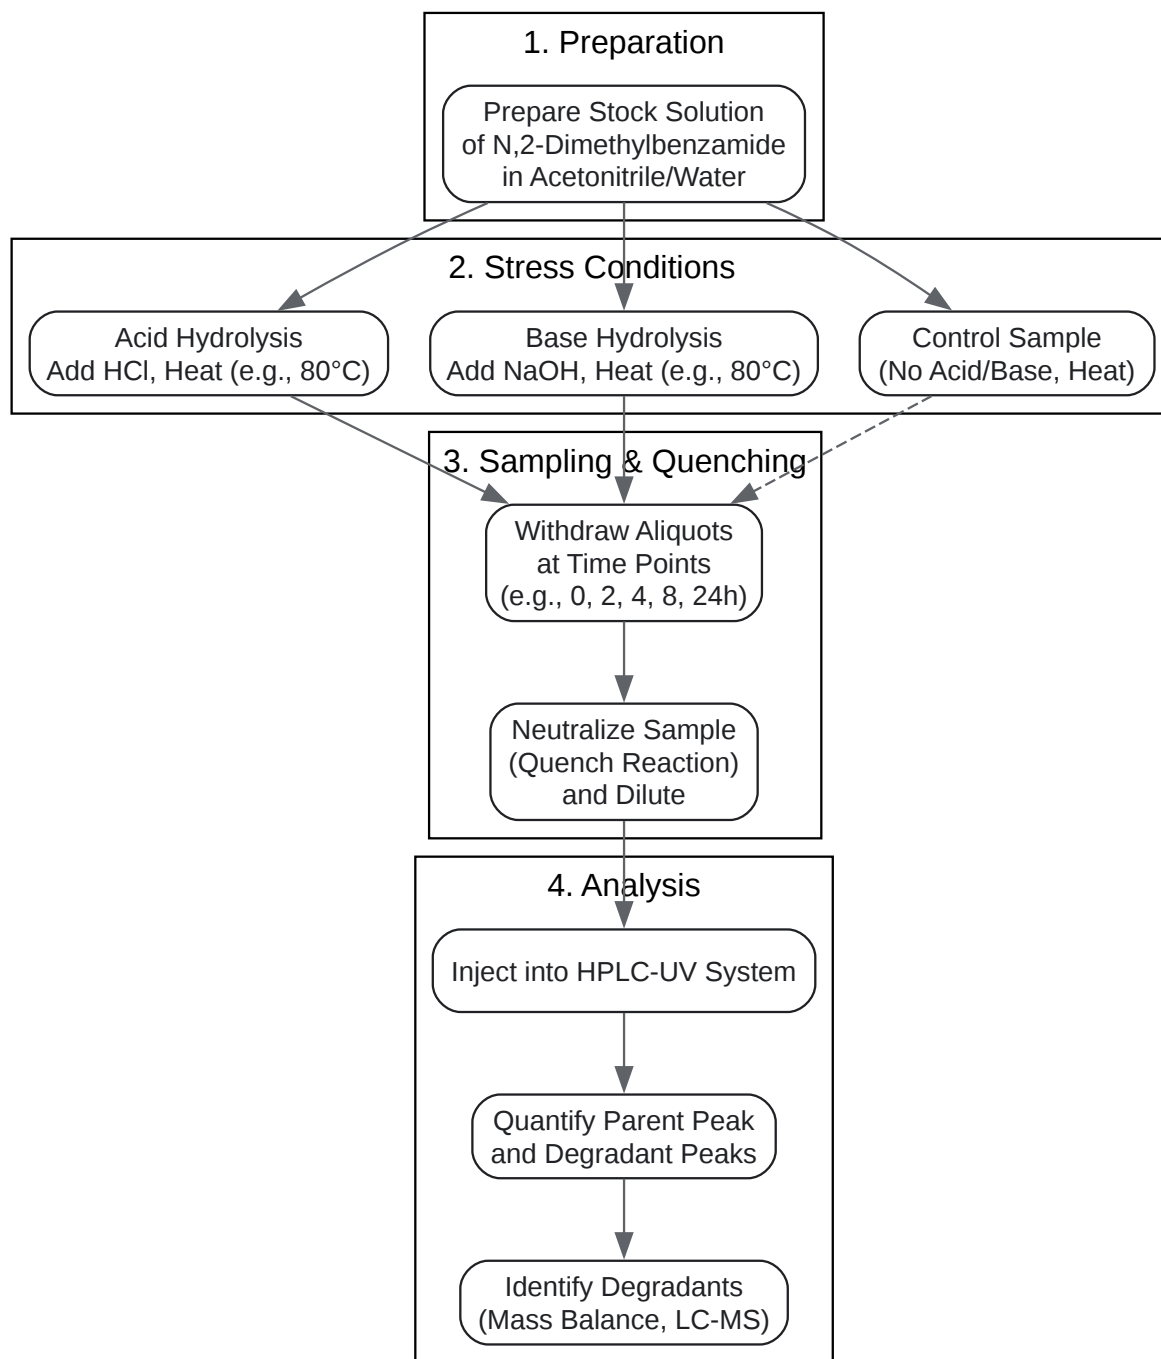 1. Preparation
Prepare Stock Solution
of N,2-Dimethylbenzamide
in Acetonitrile/Water
2. Stress Conditions
Acid Hydrolysis
Add HCl, Heat (e.g., 80°C)
Base Hydrolysis
Add NaOH, Heat (e.g., 80°C)
Control Sample
(No Acid/Base, Heat)
3. Sampling & Quenching
Withdraw Aliquots
at Time Points
(e.g., 0, 2, 4, 8, 24h)
Neutralize Sample
(Quench Reaction)
and Dilute
4. Analysis
Inject into HPLC-UV System
Quantify Parent Peak
and Degradant Peaks
Identify Degradants
(Mass Balance, LC-MS)